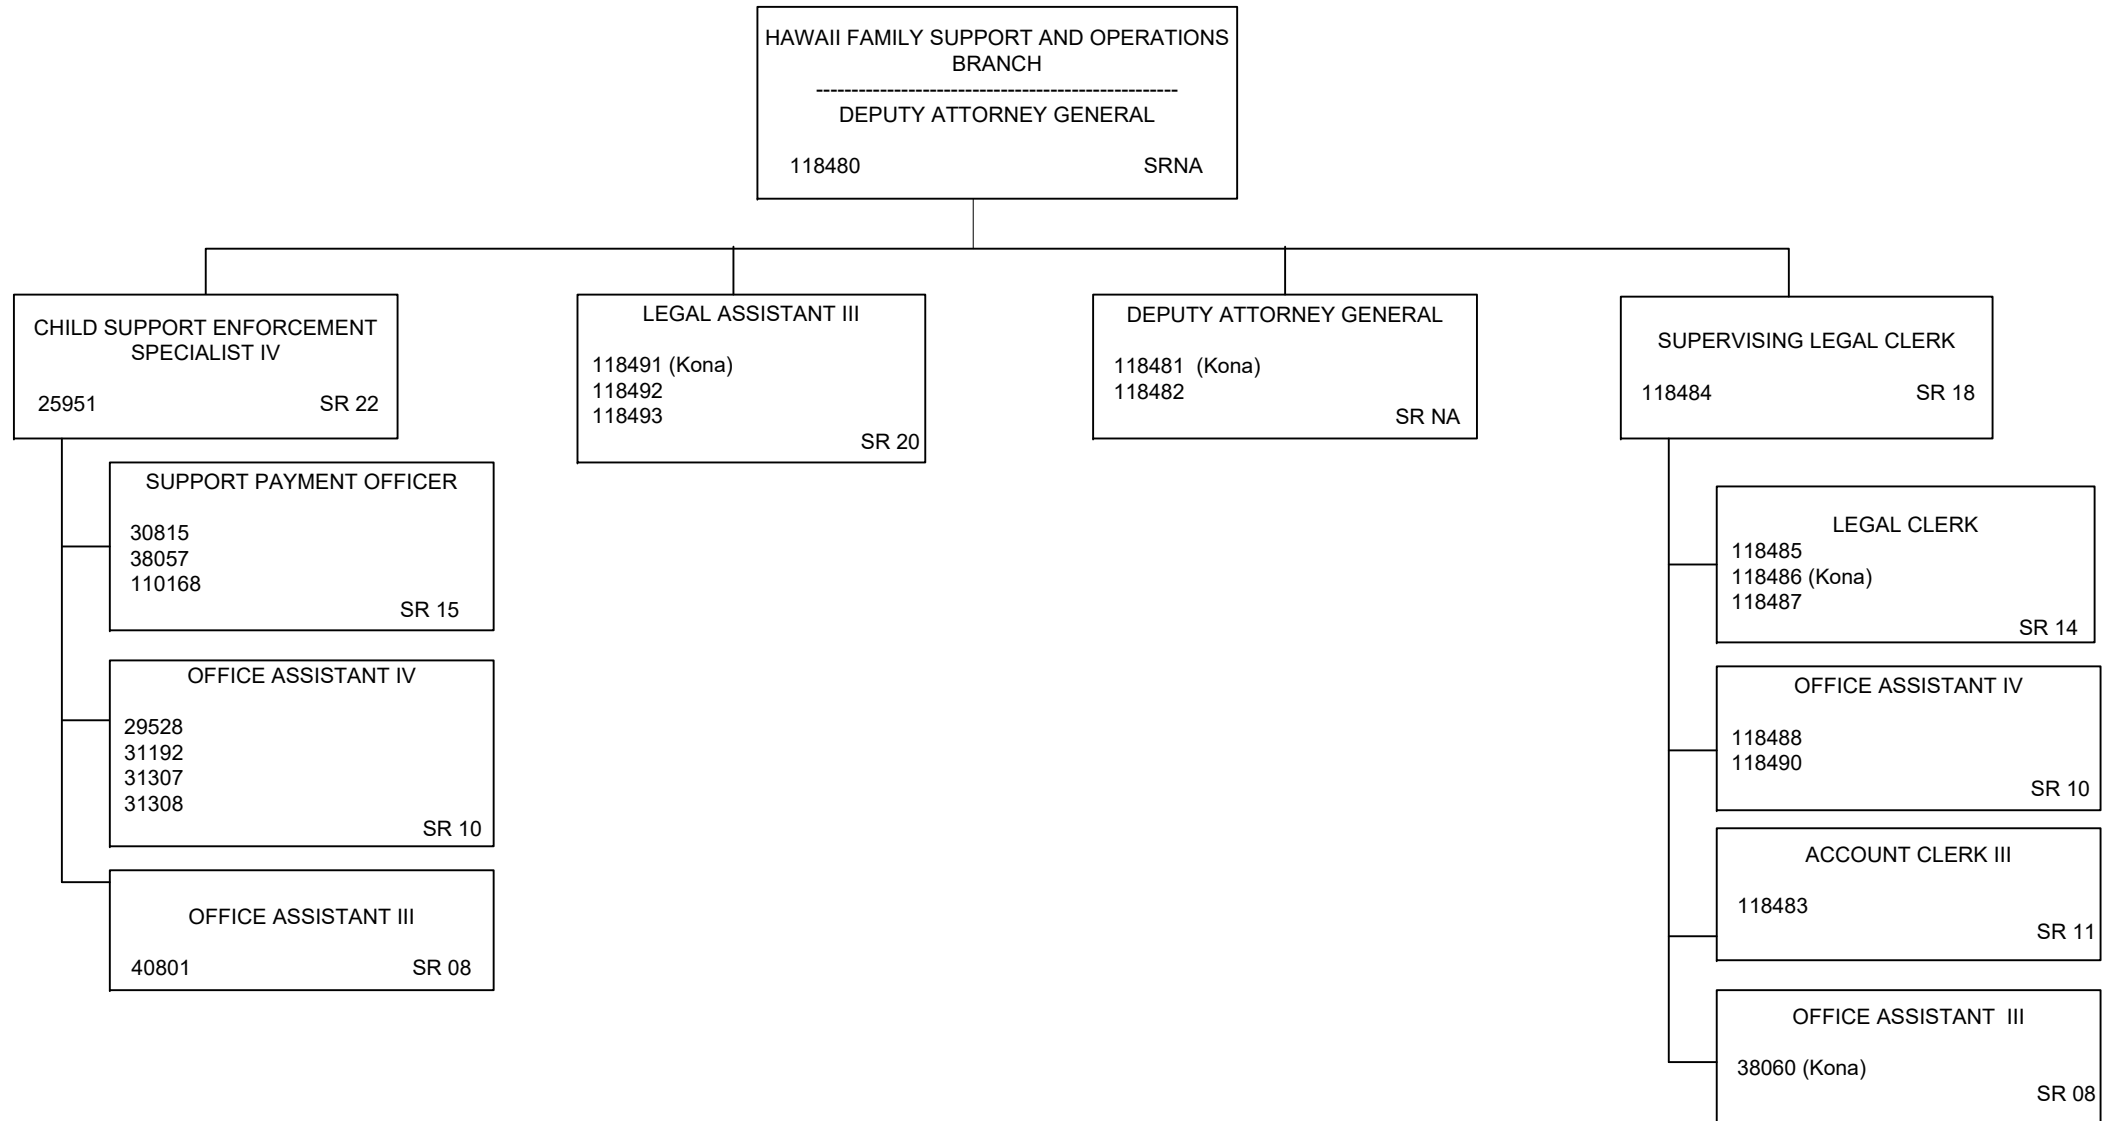 HAWAII FAMILY SUPPORT AND OPERATIONS
BRANCH
---------------------------------------------------
DEPUTY ATTORNEY GENERAL
118480 SRNA
CHILD SUPPORT ENFORCEMENT
SPECIALIST IV
25951 SR 22
SUPPORT PAYMENT OFFICER
30815
38057
110168
SR 15
OFFICE ASSISTANT IV
29528
31192
31307
31308
SR 10
OFFICE ASSISTANT III
40801 SR 08
LEGAL ASSISTANT III
118491 (Kona)
118492
118493
SR 20
DEPUTY ATTORNEY GENERAL
118481 (Kona)
118482
SR NA
SUPERVISING LEGAL CLERK
118484 SR 18
LEGAL CLERK
118485
118486 (Kona)
118487
SR 14
OFFICE ASSISTANT IV
118488
118490
SR 10
ACCOUNT CLERK III
118483
SR 11
OFFICE ASSISTANT III
38060 (Kona)
SR 08